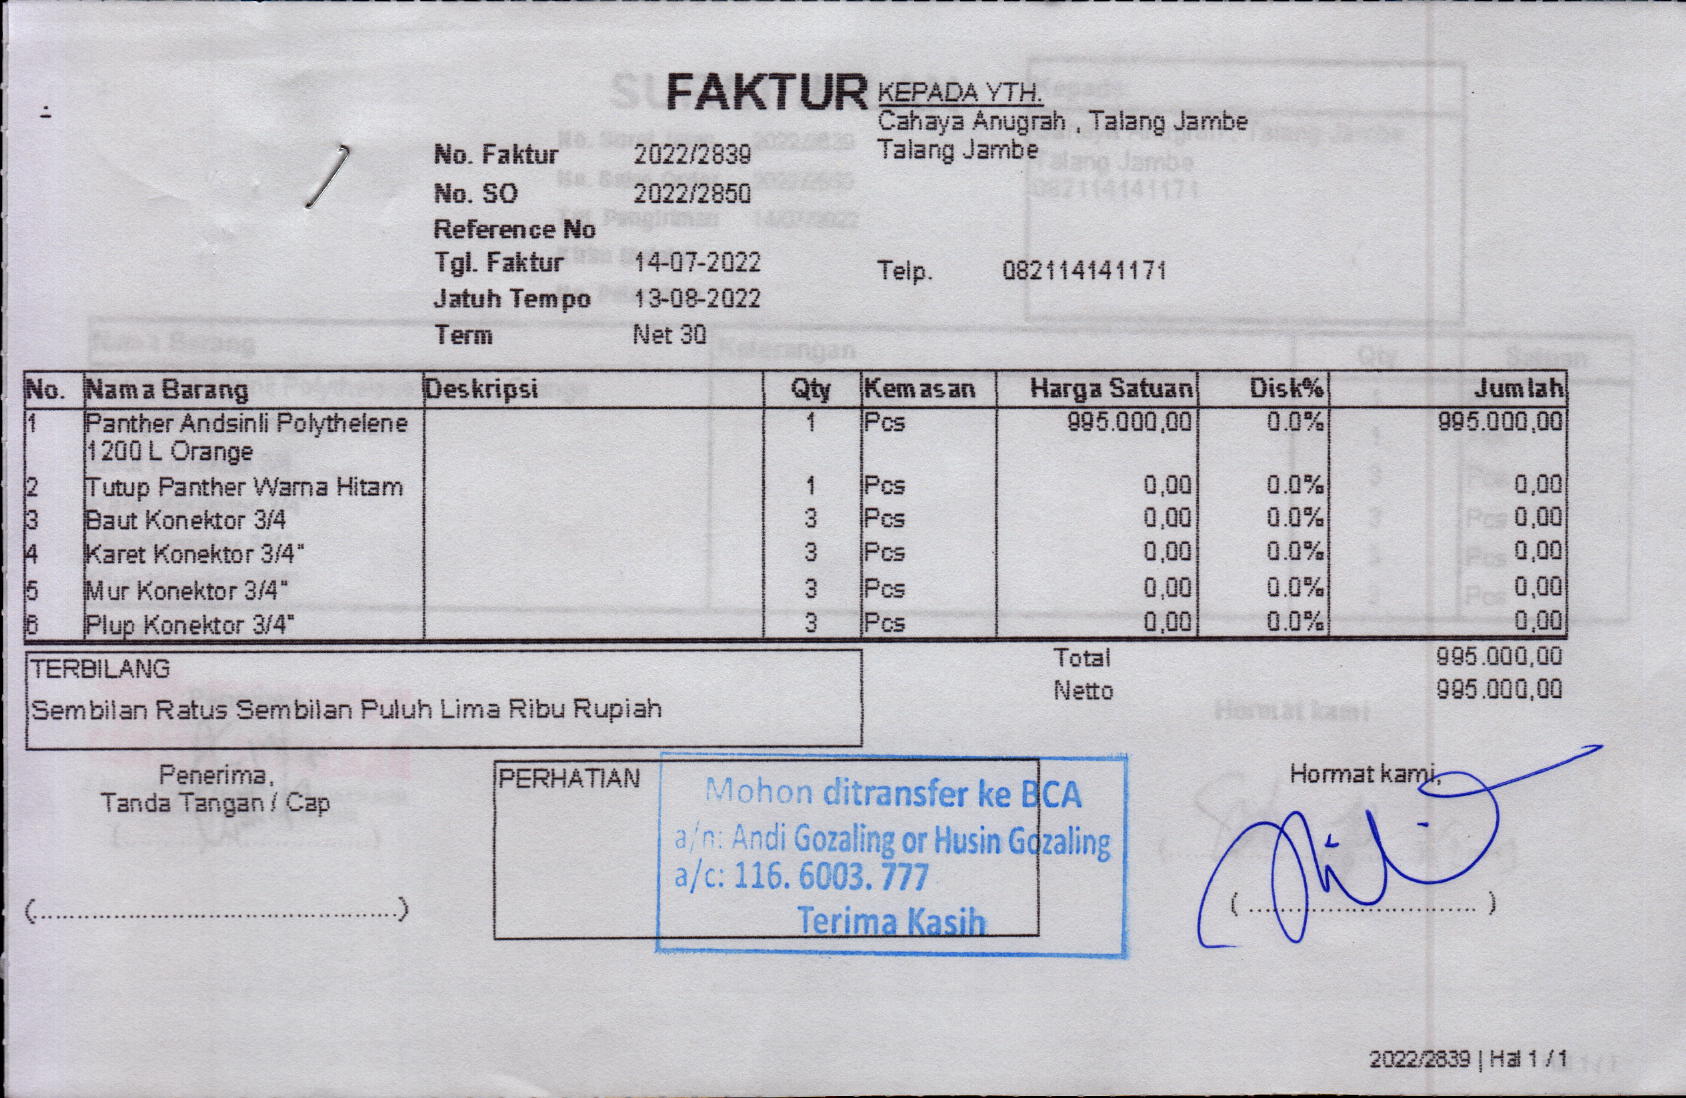 FAKTUR
KEPADA YTH.
Cahaya Anugrah , Talang Jambe
Talang Jambe
No. Faktur 2022/2839
No. SO 2022/2850
Reference No
Tgl. Faktur 14-07-2022
Telp. 082114141171
Jatuh Tempo 13-08-2022
Term Net 30
No. Nama Barang Deskripsi Qty Kemasan Harga Satuan Disk% Jumlah
1 Panther Andsinli Polythelene 1 Pcs 995.000,00 0.0% 995.000,00
1200 L Orange
2 Tutup Panther Warna Hitam 1 Pcs 0,00 0.0% 0,00
3 Baut Konektor 3/4 3 Pcs 0,00 0.0% 0,00
4 Karet Konektor 3/4" 3 Pcs 0,00 0.0% 0,00
5 Mur Konektor 3/4" 3 Pcs 0,00 0.0% 0,00
6 Plup Konektor 3/4" 3 Pcs 0,00 0.0% 0,00
Total 995.000,00
Netto 995.000,00
TERBILANG
Sembilan Ratus Sembilan Puluh Lima Ribu Rupiah
Penerima,
Tanda Tangan / Cap
(................................................)
PERHATIAN
Mohon ditransfer ke BCA
a/n: Andi Gozaling or Husin Gozaling
a/c: 116. 6003. 777
Terima Kasih
Hormat kami,
( ................................ )
2022/2839 | Hal 1 / 1